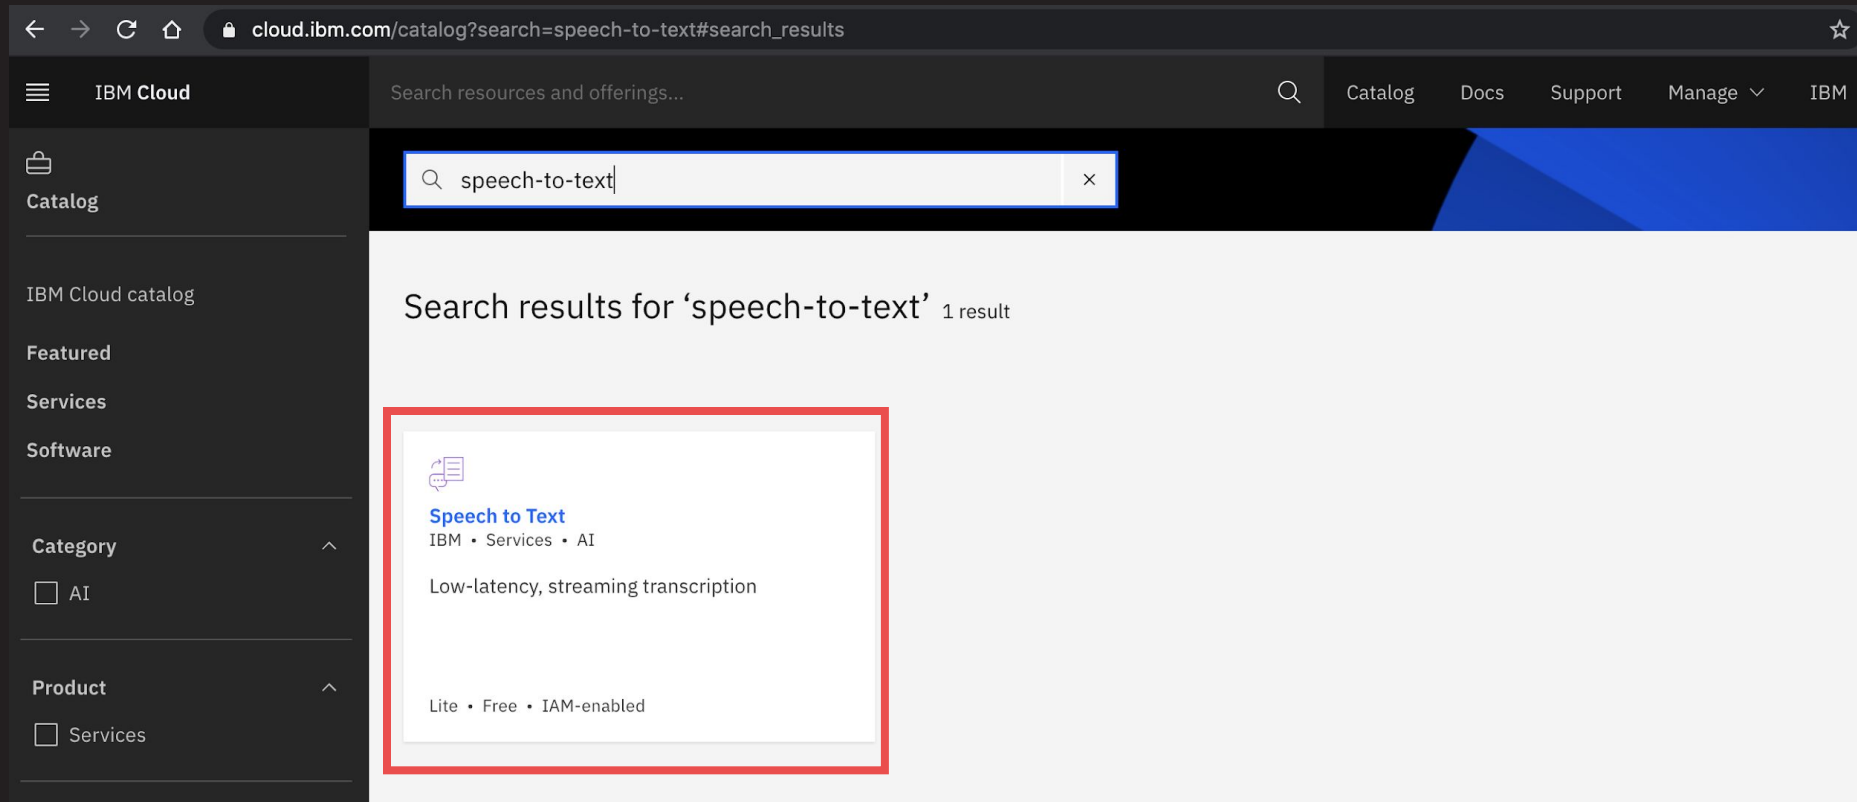 cloud.ibm.com/catalog?search=speech-to-text#search_results
IBM Cloud
Search resources and offerings...
Catalog
Docs
Support
Manage
IBM
Catalog
IBM Cloud catalog
Featured
Services
Software
Category
AI
Product
Services
speech-to-text
Search results for ‘speech-to-text’ 1 result
Speech to Text
IBM • Services • AI
Low-latency, streaming transcription
Lite • Free • IAM-enabled